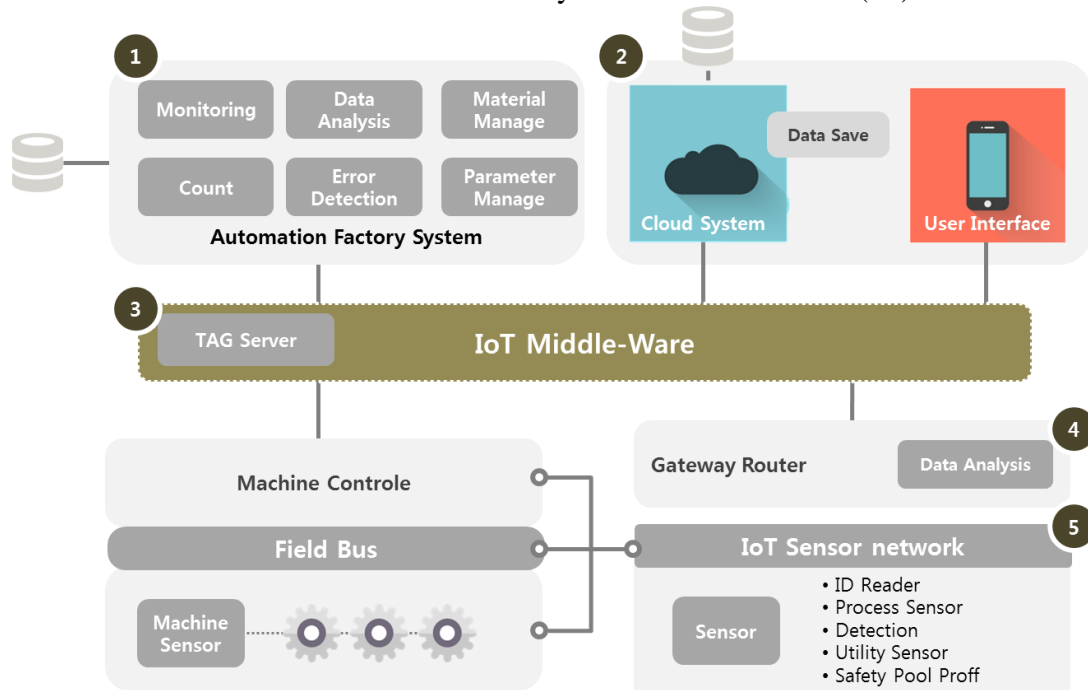 1
Monitoring
Data
Analysis
Material
Manage
Count
Error
Detection
Parameter
Manage
Automation Factory System
2
Data Save
Cloud System
User Interface
3
TAG Server
IoT Middle-Ware
Machine Controle
Field Bus
Machine
Sensor
4
Gateway Router
Data Analysis
5
IoT Sensor network
Sensor
• ID Reader
• Process Sensor
• Detection
• Utility Sensor
• Safety Pool Proff